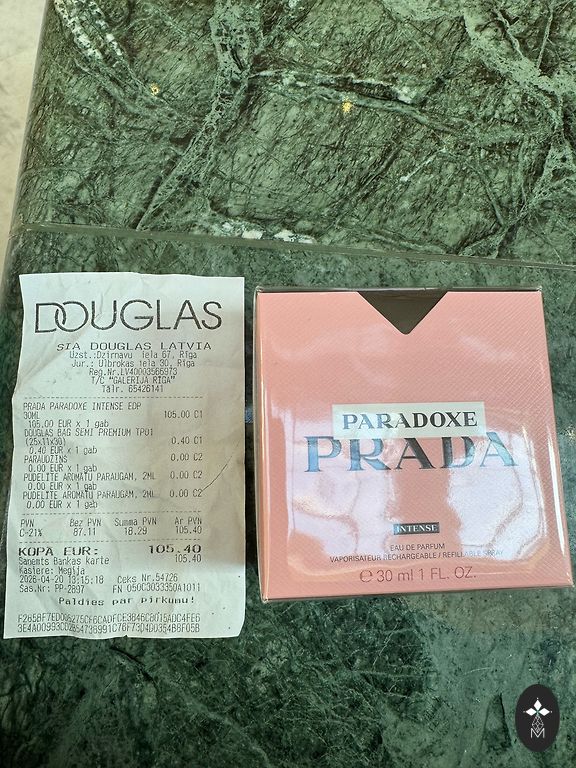 DOUGLAS
SIA DOUGLAS LATVIA
Uzst.:Dzirnavu iela 67, Rīga
Jur.: Ulbrokas iela 30, Rīga
Reg.Nr.LV40003566973
T/C "GALERIJA RĪGA"
Tālr. 65426141
PRADA PARADOXE INTENSE EDP
30ML 105.00 C1
105.00 EUR x 1 gab
DOUGLAS BAG SEMI PREMIUM TP01
(25x11x30) 0.40 C1
0.40 EUR x 1 gab
PARAUDZIŅŠ 0.00 C2
0.00 EUR x 1 gab
PUDELĪTE AROMĀTU PARAUGAM, 2ML 0.00 C2
0.00 EUR x 1 gab
PUDELĪTE AROMĀTU PARAUGAM, 2ML 0.00 C2
0.00 EUR x 1 gab
PVN Bez PVN Summa PVN Ar PVN
C-21% 87.11 18.29 105.40
KOPĀ EUR: 105.40
Saņemts Bankas karte 105.40
Kasiere: Megija
2026-04-20 13:15:18 Čeks Nr.54726
Sas.Nr: PP-2897 FN 050C3033350A1011
Paldies par pirkumu!
PARADOXE
PRADA
INTENSE
EAU DE PARFUM
VAPORISATEUR RECHARGEABLE / REFILLABLE SPRAY
℮ 30 ml 1 FL. OZ.
M